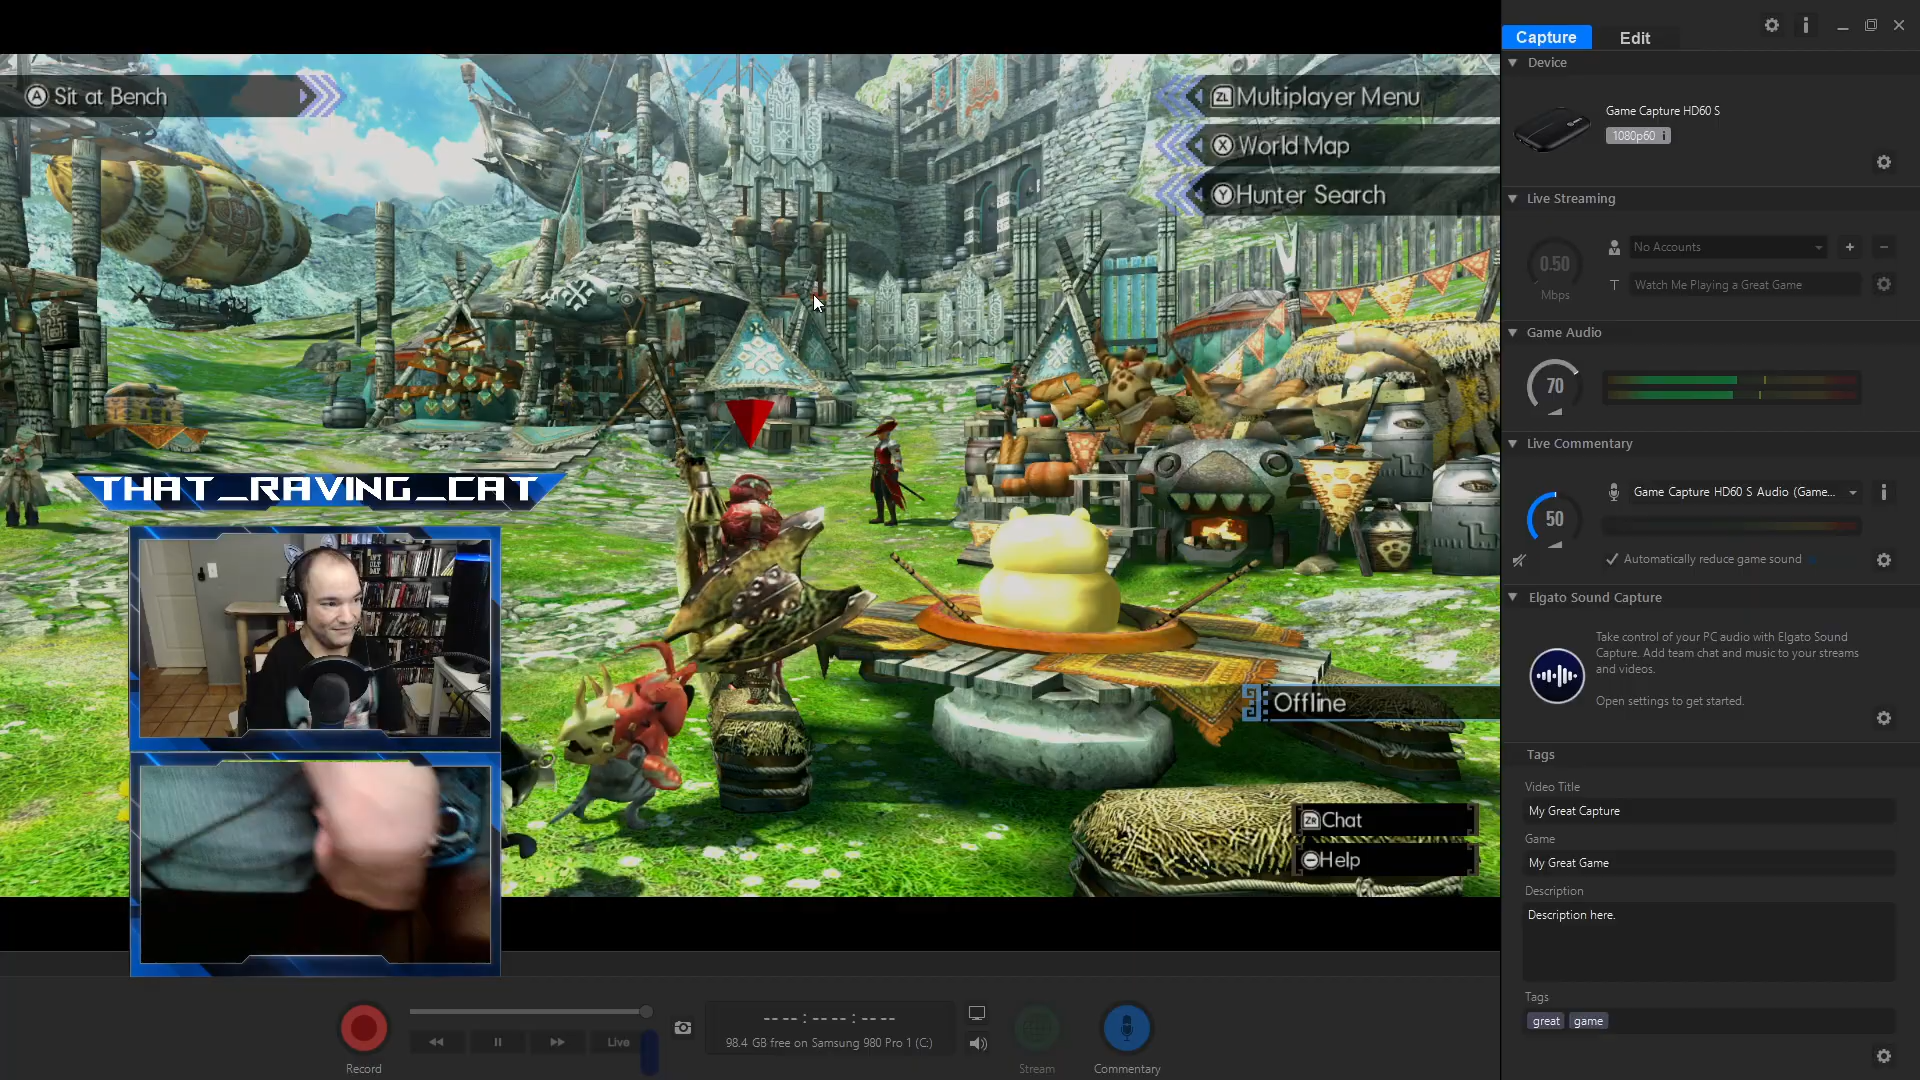 Capture
Edit
Device
Game Capture HD60 S
1080p60 i
Live Streaming
0.50
Mbps
No Accounts
T Watch Me Playing a Great Game
Game Audio
70
Live Commentary
50
Game Capture HD60 S Audio (Game...
Automatically reduce game sound
Elgato Sound Capture
Take control of your PC audio with Elgato Sound
Capture. Add team chat and music to your streams
and videos.
Open settings to get started.
Tags
Video Title
My Great Capture
Game
My Great Game
Description
Description here.
Tags
great game
A Sit at Bench
ZL Multiplayer Menu
X World Map
Y Hunter Search
THAT_RAVING_CAT
Offline
ZR Chat
Help
Record
Live
-- -- : -- -- : -- --
98.4 GB free on Samsung 980 Pro 1 (C:)
Stream
Commentary